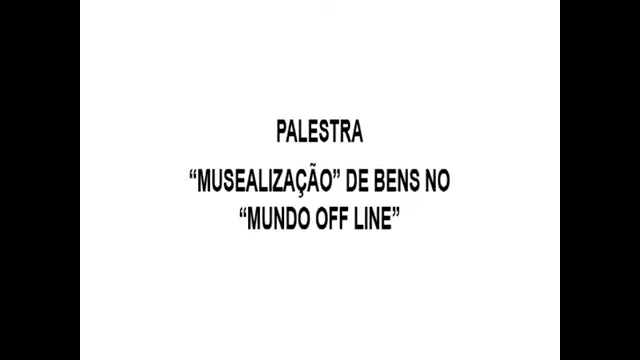 PALESTRA
“MUSEALIZAÇÃO” DE BENS NO
“MUNDO OFF LINE”